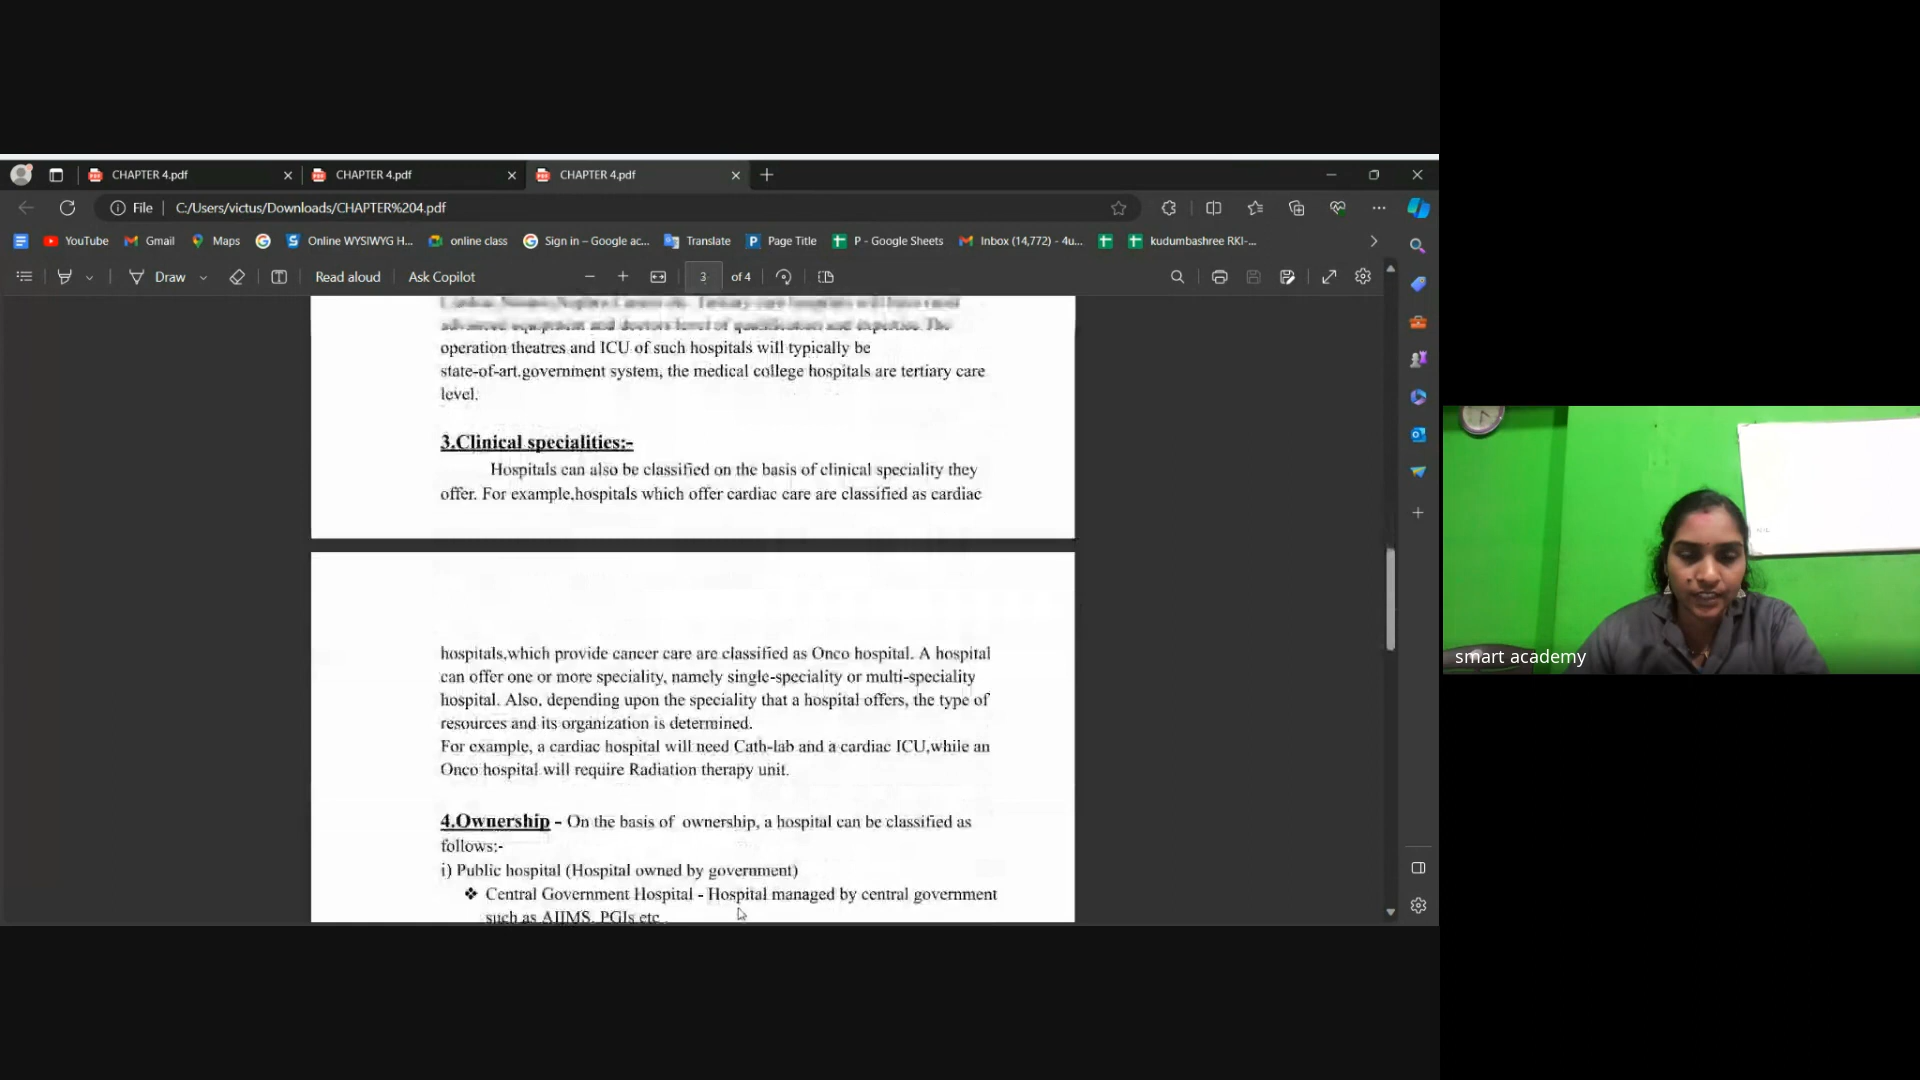 CHAPTER 4.pdf
CHAPTER 4.pdf
CHAPTER 4.pdf
File
C:/Users/victus/Downloads/CHAPTER%204.pdf
YouTube
Gmail
Maps
Online WYSIWYG H...
online class
Sign in – Google ac...
Translate
Page Title
P - Google Sheets
Inbox (14,772) - 4u...
kudumbashree RKI-...
Draw
Read aloud
Ask Copilot
3 of 4
advanced equipment and doctors level of qualification and expertise. The
operation theatres and ICU of such hospitals will typically be
state-of-art.government system, the medical college hospitals are tertiary care
level.
3.Clinical specialities:-
Hospitals can also be classified on the basis of clinical speciality they
offer. For example,hospitals which offer cardiac care are classified as cardiac
hospitals,which provide cancer care are classified as Onco hospital. A hospital
can offer one or more speciality, namely single-speciality or multi-speciality
hospital. Also, depending upon the speciality that a hospital offers, the type of
resources and its organization is determined.
For example, a cardiac hospital will need Cath-lab and a cardiac ICU,while an
Onco hospital will require Radiation therapy unit.
4.Ownership – On the basis of ownership, a hospital can be classified as
follows:-
i) Public hospital (Hospital owned by government)
❖ Central Government Hospital - Hospital managed by central government
such as AIIMS, PGIs etc .
smart academy